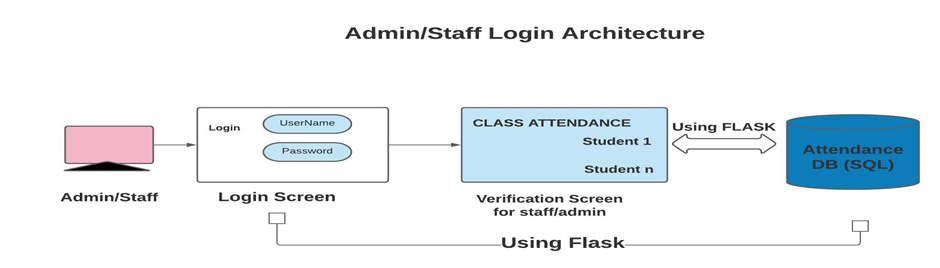 Admin/Staff Login Architecture
Login
UserName
Password
CLASS ATTENDANCE
Student 1
Student n
Using FLASK
Attendance
DB (SQL)
Admin/Staff
Login Screen
Verification Screen
for staff/admin
Using Flask